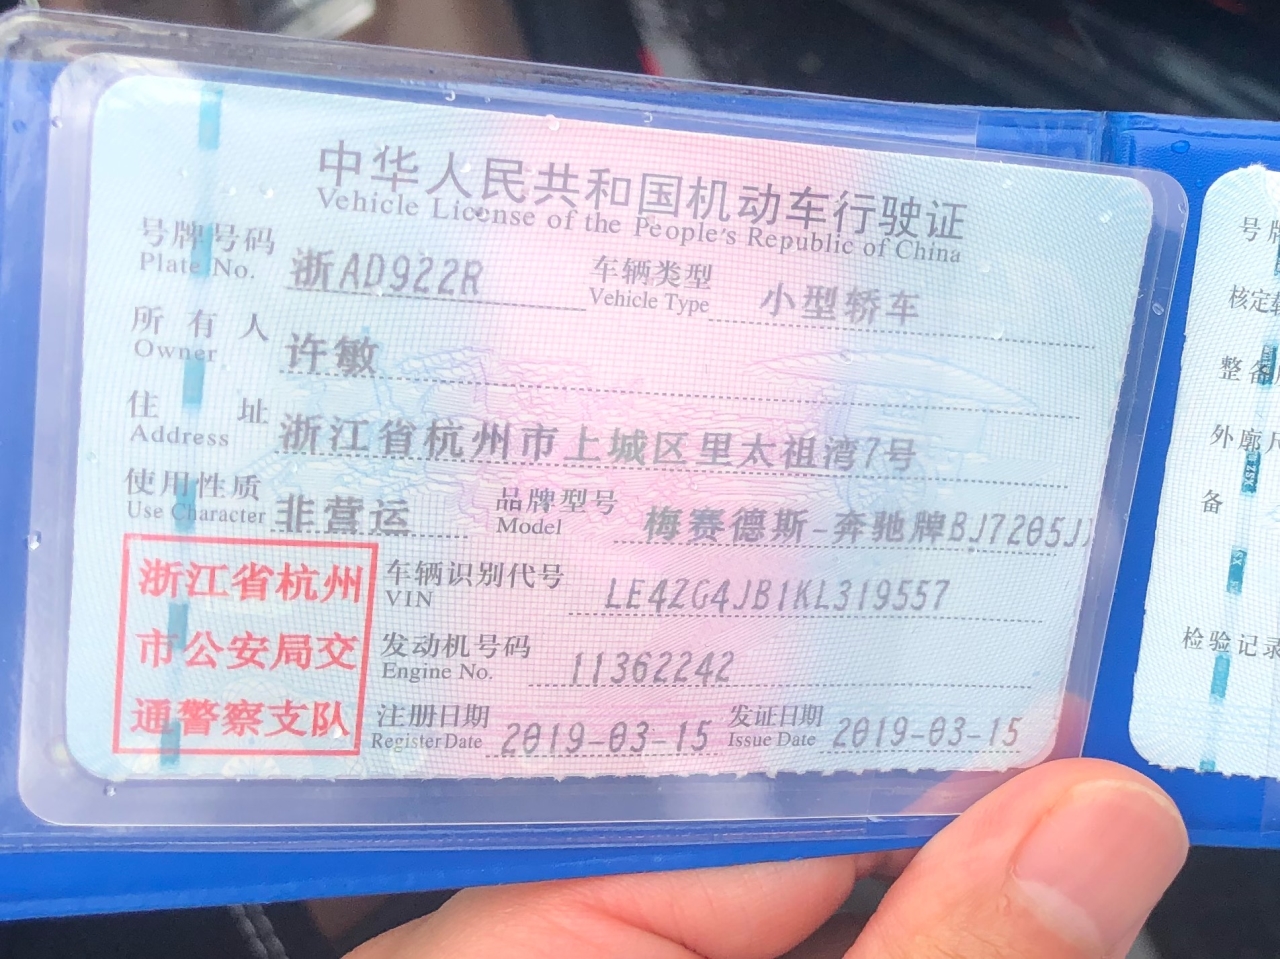 中华人民共和国机动车行驶证
Vehicle License of the People's Republic of China
号牌号码 浙AD922R 车辆类型 小型轿车
Plate No. Vehicle Type
所有人 许敏
Owner
住址 浙江省杭州市上城区里太祖湾7号
Address
使用性质 非营运 品牌型号 梅赛德斯-奔驰牌BJ7205J
Use Character Model
浙江省杭州
市公安局交
通警察支队
车辆识别代号 LE4ZG4JB1KL319557
VIN
发动机号码 11362242
Engine No.
注册日期 2019-03-15 发证日期 2019-03-15
Register Date Issue Date
号牌
核定载
整备
外廓尺
备
检验记录